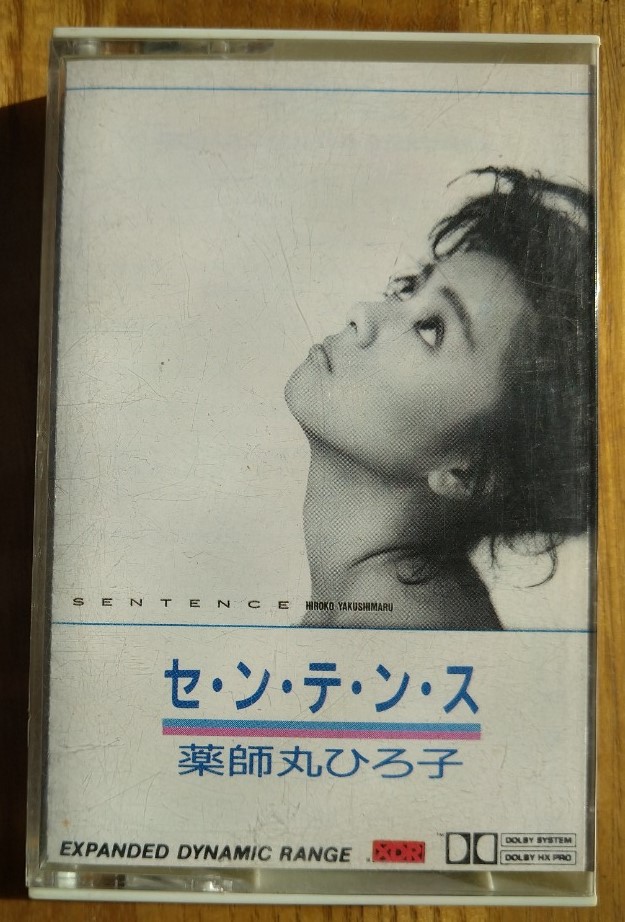 SENTENCE HIROKO YAKUSHIMARU
セ・ン・テ・ン・ス
薬師丸ひろ子
EXPANDED DYNAMIC RANGE XDR
DOLBY SYSTEM
DOLBY HX PRO